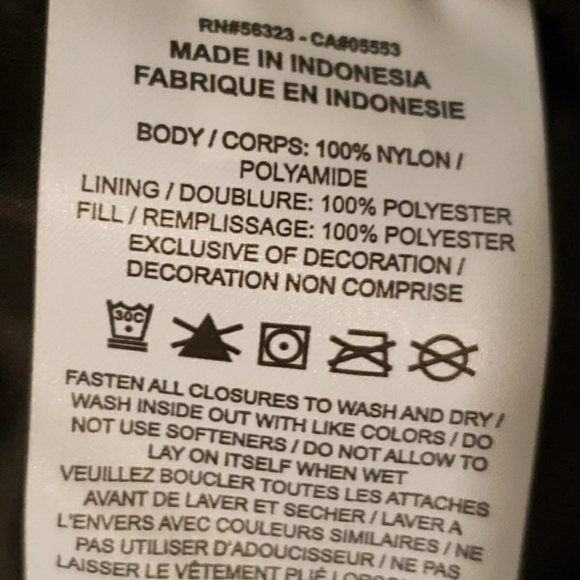 RN#56323 - CA#05553
MADE IN INDONESIA
FABRIQUE EN INDONESIE
BODY / CORPS: 100% NYLON /
POLYAMIDE
LINING / DOUBLURE: 100% POLYESTER
FILL / REMPLISSAGE: 100% POLYESTER
EXCLUSIVE OF DECORATION /
DECORATION NON COMPRISE
30C
FASTEN ALL CLOSURES TO WASH AND DRY /
WASH INSIDE OUT WITH LIKE COLORS / DO
NOT USE SOFTENERS / DO NOT ALLOW TO
LAY ON ITSELF WHEN WET
VEUILLEZ BOUCLER TOUTES LES ATTACHES
AVANT DE LAVER ET SECHER / LAVER A
L'ENVERS AVEC COULEURS SIMILAIRES / NE
PAS UTILISER D'ADOUCISSEUR / NE PAS
LAISSER LE VÊTEMENT PLIÉ